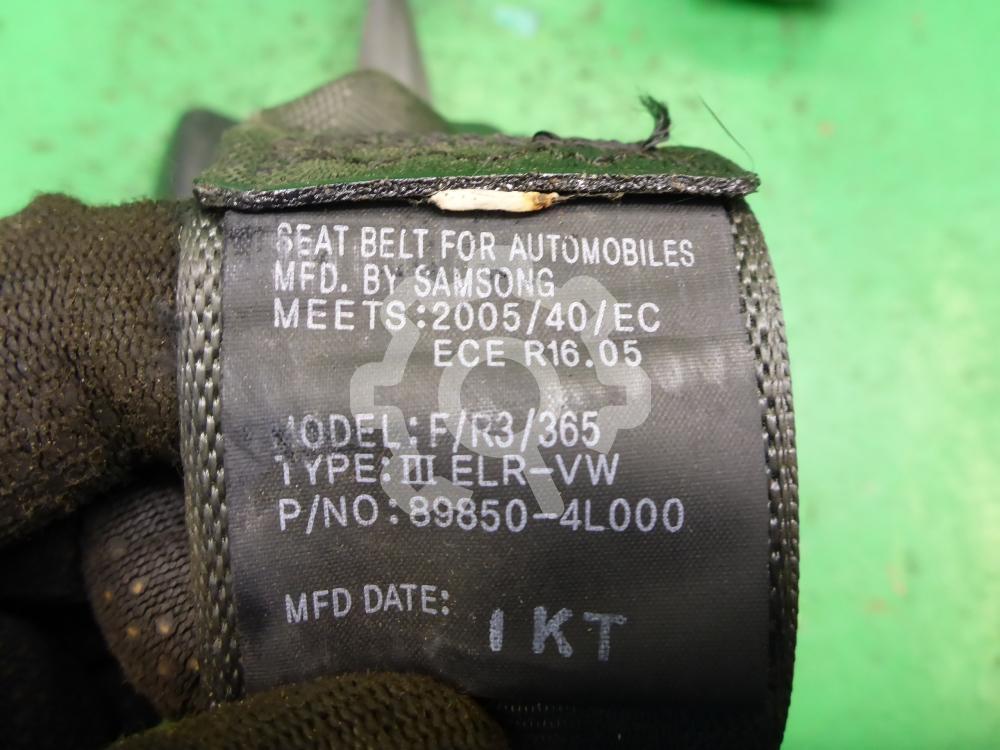 SEAT BELT FOR AUTOMOBILES
MFD. BY SAMSONG
MEETS:2005/40/EC
ECE R16.05
MODEL:F/R3/365
TYPE:III ELR-VW
P/NO:89850-4L000
MFD DATE: 1KT